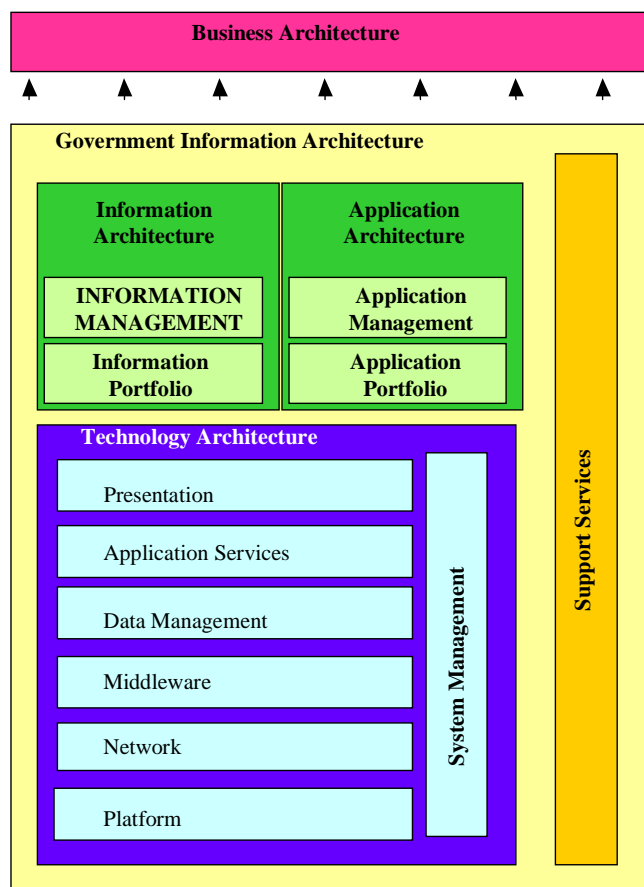 Business Architecture
Government Information Architecture
Information
Architecture
INFORMATION
MANAGEMENT
Information
Portfolio
Application
Architecture
Application
Management
Application
Portfolio
Technology Architecture
Presentation
Application Services
Data Management
Middleware
Network
Platform
System Management
Support Services